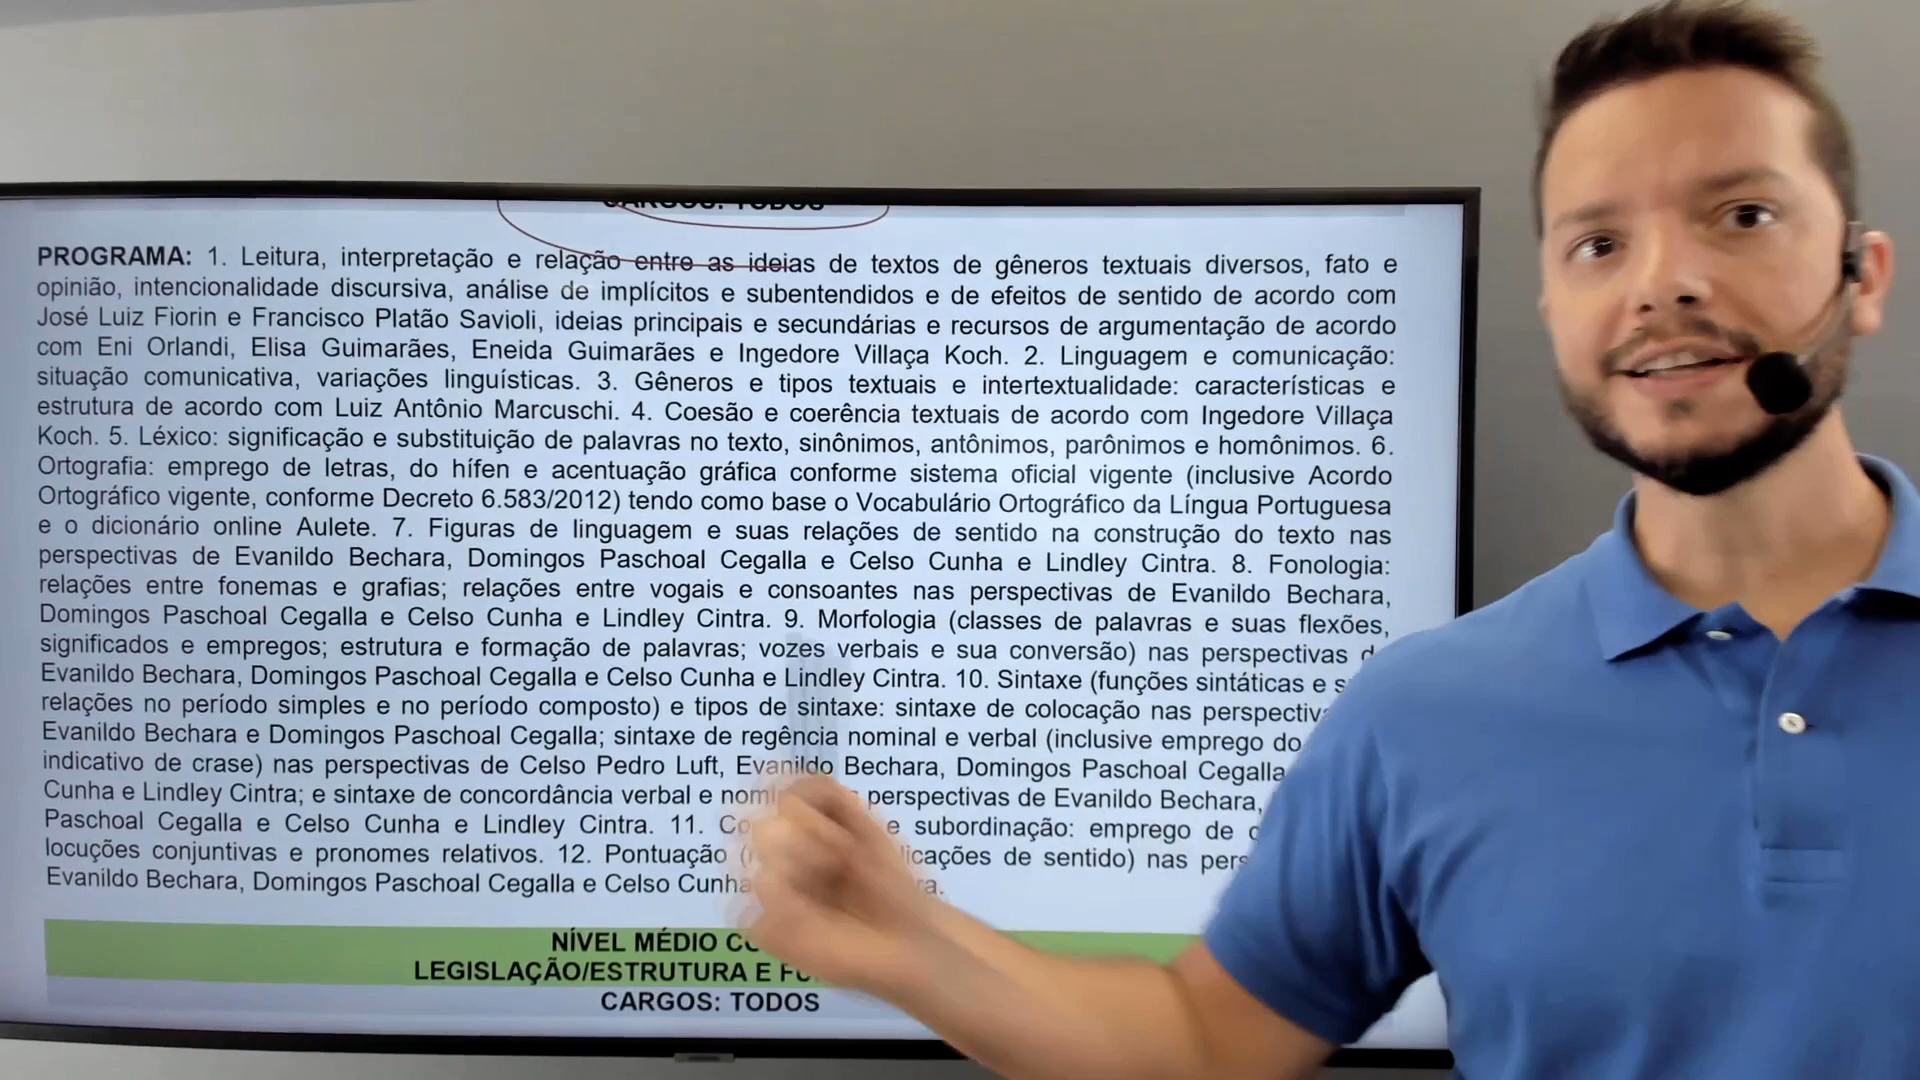 CARGOS: TODOS
PROGRAMA: 1. Leitura, interpretação e relação entre as ideias de textos de gêneros textuais diversos, fato e
opinião, intencionalidade discursiva, análise de implícitos e subentendidos e de efeitos de sentido de acordo com
José Luiz Fiorin e Francisco Platão Savioli, ideias principais e secundárias e recursos de argumentação de acordo
com Eni Orlandi, Elisa Guimarães, Eneida Guimarães e Ingedore Villaça Koch. 2. Linguagem e comunicação:
situação comunicativa, variações linguísticas. 3. Gêneros e tipos textuais e intertextualidade: características e
estrutura de acordo com Luiz Antônio Marcuschi. 4. Coesão e coerência textuais de acordo com Ingedore Villaça
Koch. 5. Léxico: significação e substituição de palavras no texto, sinônimos, antônimos, parônimos e homônimos. 6.
Ortografia: emprego de letras, do hífen e acentuação gráfica conforme sistema oficial vigente (inclusive Acordo
Ortográfico vigente, conforme Decreto 6.583/2012) tendo como base o Vocabulário Ortográfico da Língua Portuguesa
e o dicionário online Aulete. 7. Figuras de linguagem e suas relações de sentido na construção do texto nas
perspectivas de Evanildo Bechara, Domingos Paschoal Cegalla e Celso Cunha e Lindley Cintra. 8. Fonologia:
relações entre fonemas e grafias; relações entre vogais e consoantes nas perspectivas de Evanildo Bechara,
Domingos Paschoal Cegalla e Celso Cunha e Lindley Cintra. 9. Morfologia (classes de palavras e suas flexões,
significados e empregos; estrutura e formação de palavras; vozes verbais e sua conversão) nas perspectivas
Evanildo Bechara, Domingos Paschoal Cegalla e Celso Cunha e Lindley Cintra. 10. Sintaxe (funções sintáticas e
relações no período simples e no período composto) e tipos de sintaxe: sintaxe de colocação nas
Evanildo Bechara e Domingos Paschoal Cegalla; sintaxe de regência nominal e verbal (inclusive emprego do
indicativo de crase) nas perspectivas de Celso Pedro Luft, Evanildo Bechara, Domingos Paschoal Cegalla
Cunha e Lindley Cintra; e sintaxe de concordância verbal e perspectivas de Evanildo Bechara,
Paschoal Cegalla e Celso Cunha e Lindley Cintra. 11. e subordinação: emprego de
locuções conjuntivas e pronomes relativos. 12. Pontuação de sentido) nas
Evanildo Bechara, Domingos Paschoal Cegalla e Celso Cunha
NÍVEL MÉDIO
LEGISLAÇÃO/ESTRUTURA E
CARGOS: TODOS